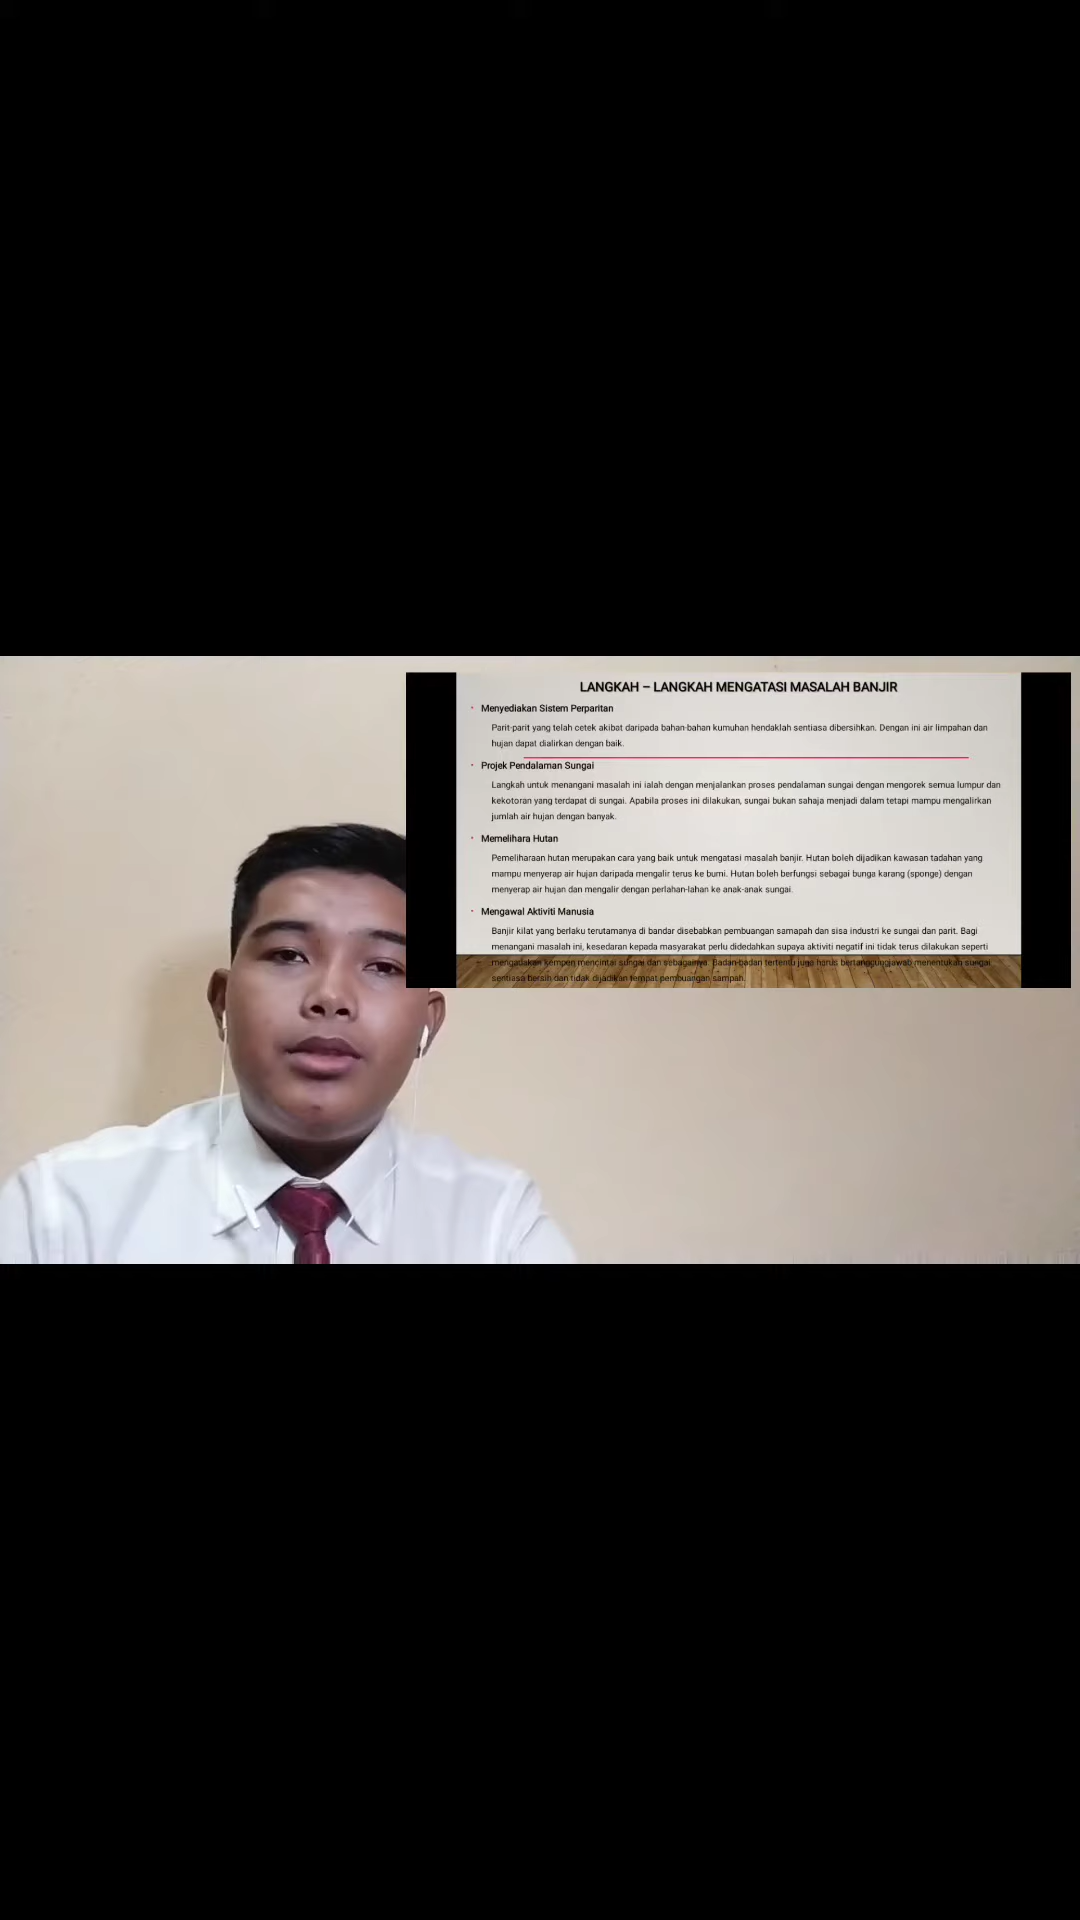 LANGKAH – LANGKAH MENGATASI MASALAH BANJIR
• Menyediakan Sistem Perparitan
Parit-parit yang telah cetek akibat daripada bahan-bahan kumuhan hendaklah sentiasa dibersihkan. Dengan ini air limpahan dan
hujan dapat dialirkan dengan baik.
• Projek Pendalaman Sungai
Langkah untuk menangani masalah ini ialah dengan menjalankan proses pendalaman sungai dengan mengorek semua lumpur dan
kekotoran yang terdapat di sungai. Apabila proses ini dilakukan, sungai bukan sahaja menjadi dalam tetapi mampu mengalirkan
jumlah air hujan dengan banyak.
• Memelihara Hutan
Pemeliharaan hutan merupakan cara yang baik untuk mengatasi masalah banjir. Hutan boleh dijadikan kawasan tadahan yang
mampu menyerap air hujan daripada mengalir terus ke bumi. Hutan boleh berfungsi sebagai bunga karang (sponge) dengan
menyerap air hujan dan mengalir dengan perlahan-lahan ke anak-anak sungai.
• Mengawal Aktiviti Manusia
Banjir kilat yang berlaku terutamanya di bandar disebabkan pembuangan samapah dan sisa industri ke sungai dan parit. Bagi
menangani masalah ini, kesedaran kepada masyarakat perlu didedahkan supaya aktiviti negatif ini tidak terus dilakukan seperti
mengadakan kempen mencintai sungai dan sebagainya. Badan-badan tertentu juga harus bertanggungjawab menentukan sungai
sentiasa bersih dan tidak dijadikan tempat pembuangan sampah.